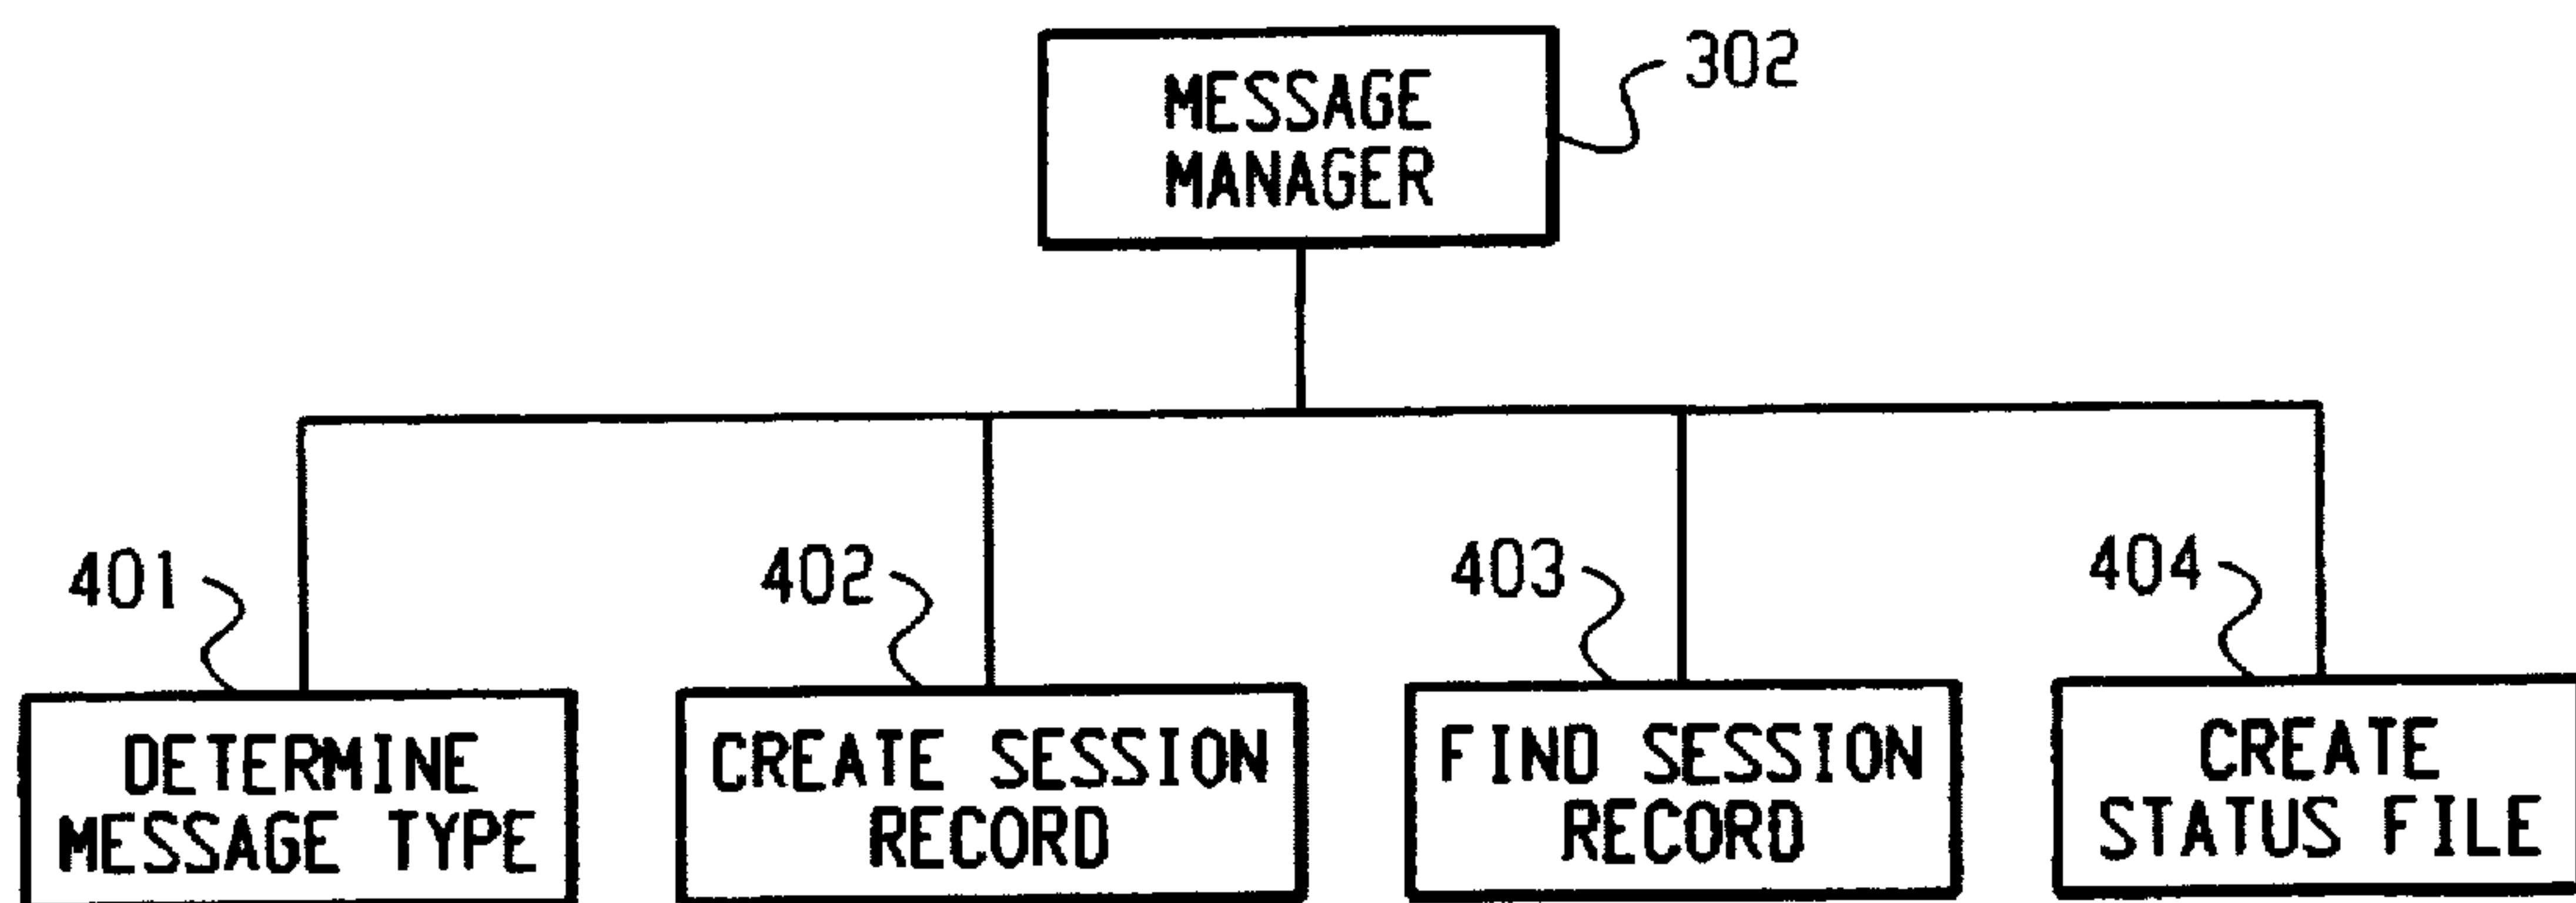 MESSAGE
MANAGER
302
401
402
403
404
DETERMINE
MESSAGE TYPE
CREATE SESSION
RECORD
FIND SESSION
RECORD
CREATE
STATUS FILE